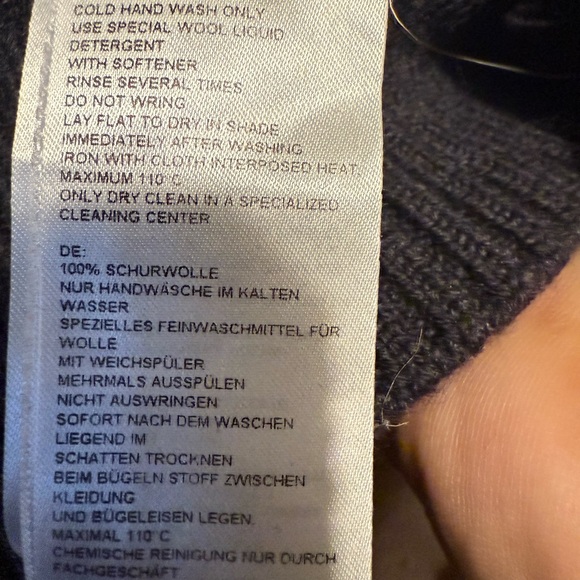 COLD HAND WASH ONLY
USE SPECIAL WOOL LIQUID
DETERGENT
WITH SOFTENER
RINSE SEVERAL TIMES
DO NOT WRING
LAY FLAT TO DRY IN SHADE
IMMEDIATELY AFTER WASHING
IRON WITH CLOTH INTERPOSED HEAT.
MAXIMUM 110°C
ONLY DRY CLEAN IN A SPECIALIZED
CLEANING CENTER
DE:
100% SCHURWOLLE
NUR HANDWÄSCHE IM KALTEN
WASSER
SPEZIELLES FEINWASCHMITTEL FÜR
WOLLE
MIT WEICHSPÜLER
MEHRMALS AUSSPÜLEN
NICHT AUSWRINGEN
SOFORT NACH DEM WASCHEN
LIEGEND IM
SCHATTEN TROCKNEN
BEIM BÜGELN STOFF ZWISCHEN
KLEIDUNG
UND BÜGELEISEN LEGEN.
MAXIMAL 110°C
CHEMISCHE REINIGUNG NUR DURCH
FACHGESCHÄFT